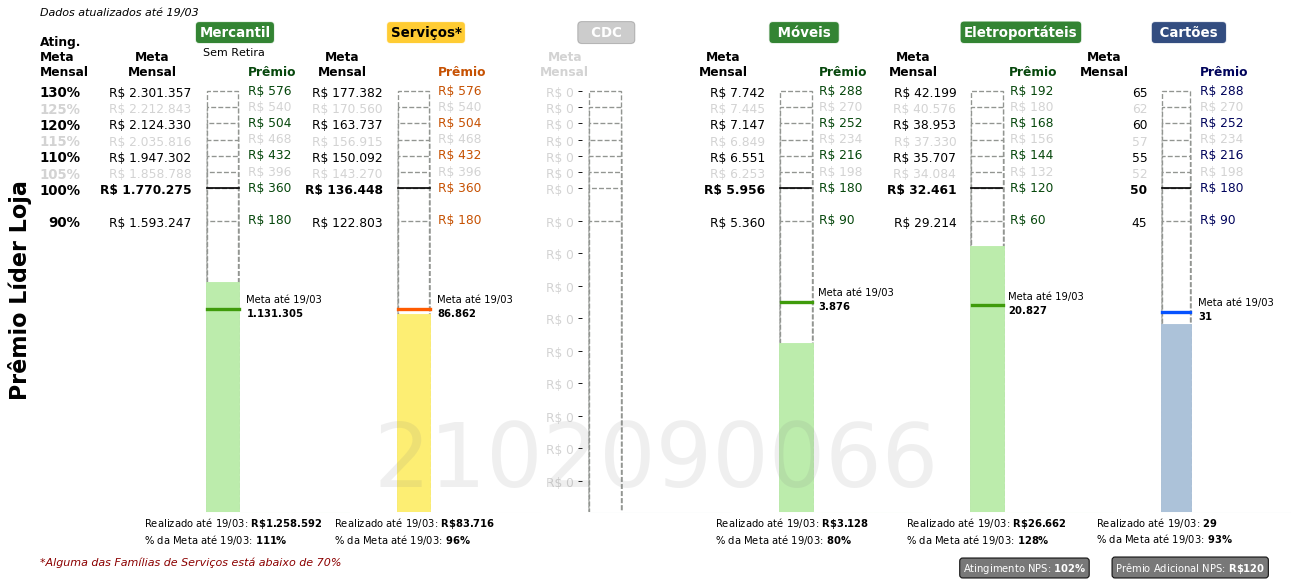 Dados atualizados até 19/03
Mercantil Serviços* CDC Móveis Eletroportáteis Cartões
Sem Retira
Ating. Meta Mensal Meta Mensal Prêmio Meta Mensal Prêmio Meta Mensal Meta Mensal Prêmio Meta Mensal Prêmio Meta Mensal Prêmio
130% R$ 2.301.357 R$ 576 R$ 177.382 R$ 576 R$ 0 R$ 7.742 R$ 288 R$ 42.199 R$ 192 65 R$ 288
125% R$ 2.212.843 R$ 540 R$ 170.560 R$ 540 R$ 0 R$ 7.445 R$ 270 R$ 40.576 R$ 180 62 R$ 270
120% R$ 2.124.330 R$ 504 R$ 163.737 R$ 504 R$ 0 R$ 7.147 R$ 252 R$ 38.953 R$ 168 60 R$ 252
115% R$ 2.035.816 R$ 468 R$ 156.915 R$ 468 R$ 0 R$ 6.849 R$ 234 R$ 37.330 R$ 156 57 R$ 234
110% R$ 1.947.302 R$ 432 R$ 150.092 R$ 432 R$ 0 R$ 6.551 R$ 216 R$ 35.707 R$ 144 55 R$ 216
105% R$ 1.858.788 R$ 396 R$ 143.270 R$ 396 R$ 0 R$ 6.253 R$ 198 R$ 34.084 R$ 132 52 R$ 198
100% R$ 1.770.275 R$ 360 R$ 136.448 R$ 360 R$ 0 R$ 5.956 R$ 180 R$ 32.461 R$ 120 50 R$ 180
90% R$ 1.593.247 R$ 180 R$ 122.803 R$ 180 R$ 0 R$ 5.360 R$ 90 R$ 29.214 R$ 60 45 R$ 90
R$ 0
R$ 0
R$ 0
R$ 0
R$ 0
R$ 0
R$ 0
R$ 0
Prêmio Líder Loja
Meta até 19/03
1.131.305
Meta até 19/03
86.862
Meta até 19/03
3.876
Meta até 19/03
20.827
Meta até 19/03
31
2102090066
Realizado até 19/03: R$1.258.592
% da Meta até 19/03: 111%
Realizado até 19/03: R$83.716
% da Meta até 19/03: 96%
Realizado até 19/03: R$3.128
% da Meta até 19/03: 80%
Realizado até 19/03: R$26.662
% da Meta até 19/03: 128%
Realizado até 19/03: 29
% da Meta até 19/03: 93%
*Alguma das Famílias de Serviços está abaixo de 70%
Atingimento NPS: 102%
Prêmio Adicional NPS: R$120